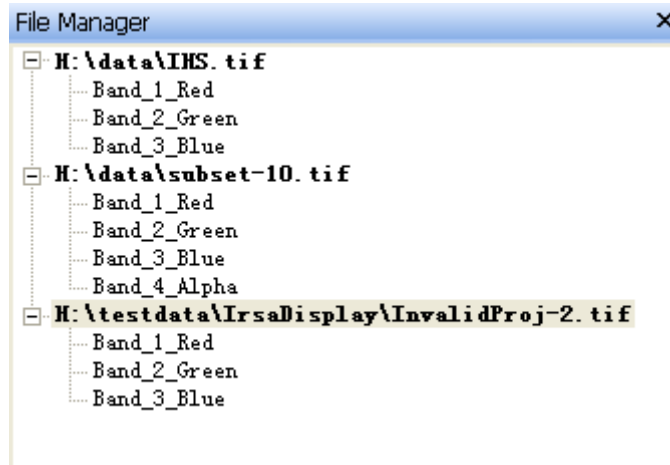 File Manager
H:\data\IHS.tif
Band_1_Red
Band_2_Green
Band_3_Blue
H:\data\subset-10.tif
Band_1_Red
Band_2_Green
Band_3_Blue
Band_4_Alpha
H:\testdata\IrsaDisplay\InvalidProj-2.tif
Band_1_Red
Band_2_Green
Band_3_Blue